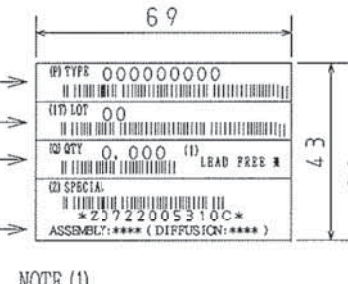 69
(P) TYPE 000000000
(1T) LOT 00
(Q) QTY 0,000 (1)
LEAD FREE
(Z) SPECIAL
*ZJ722005310C*
ASSEMBLY:**** (DIFFUSION:****)
43
NOTE (1)